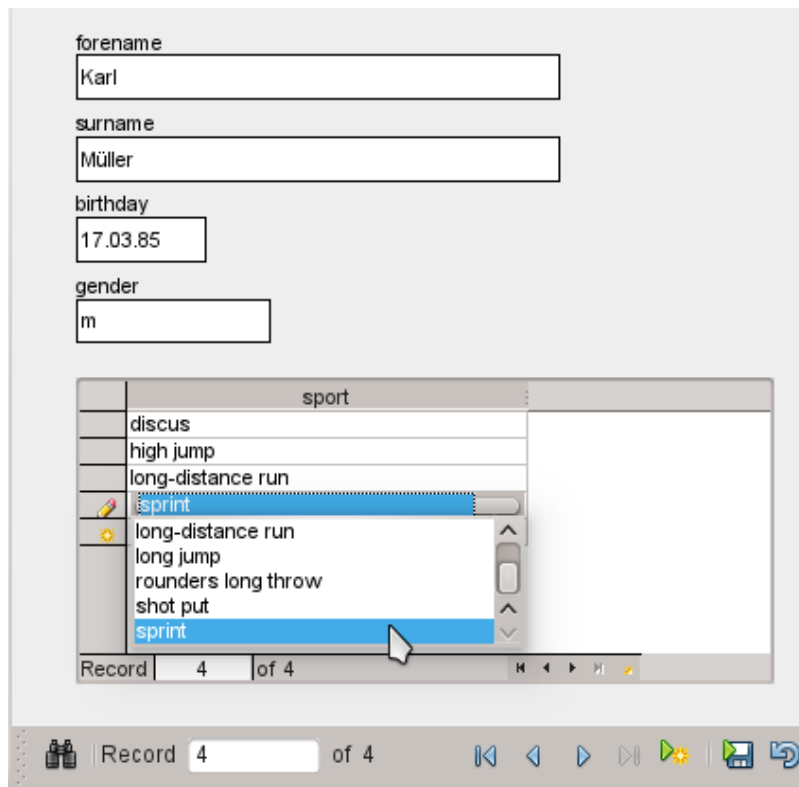 forename
Karl
surname
Müller
birthday
17.03.85
gender
m
sport
discus
high jump
long-distance run
sprint
long-distance run
long jump
rounders long throw
shot put
sprint
Record 4 of 4
Record 4 of 4